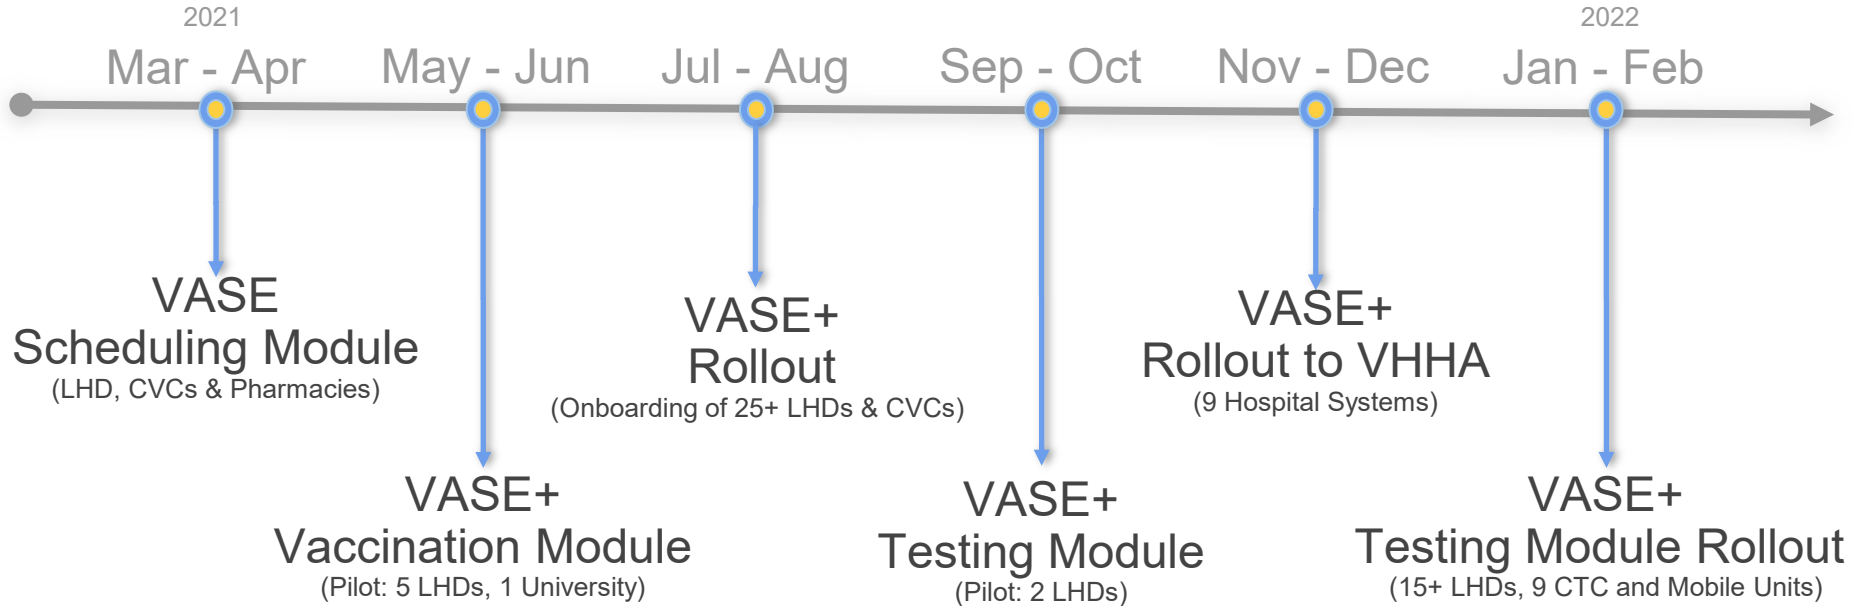 2021
2022
Mar - Apr
May - Jun
Jul - Aug
Sep - Oct
Nov - Dec
Jan - Feb
VASE
Scheduling Module
(LHD, CVCs & Pharmacies)
VASE+
Vaccination Module
(Pilot: 5 LHDs, 1 University)
VASE+
Rollout
(Onboarding of 25+ LHDs & CVCs)
VASE+
Testing Module
(Pilot: 2 LHDs)
VASE+
Rollout to VHHA
(9 Hospital Systems)
VASE+
Testing Module Rollout
(15+ LHDs, 9 CTC and Mobile Units)